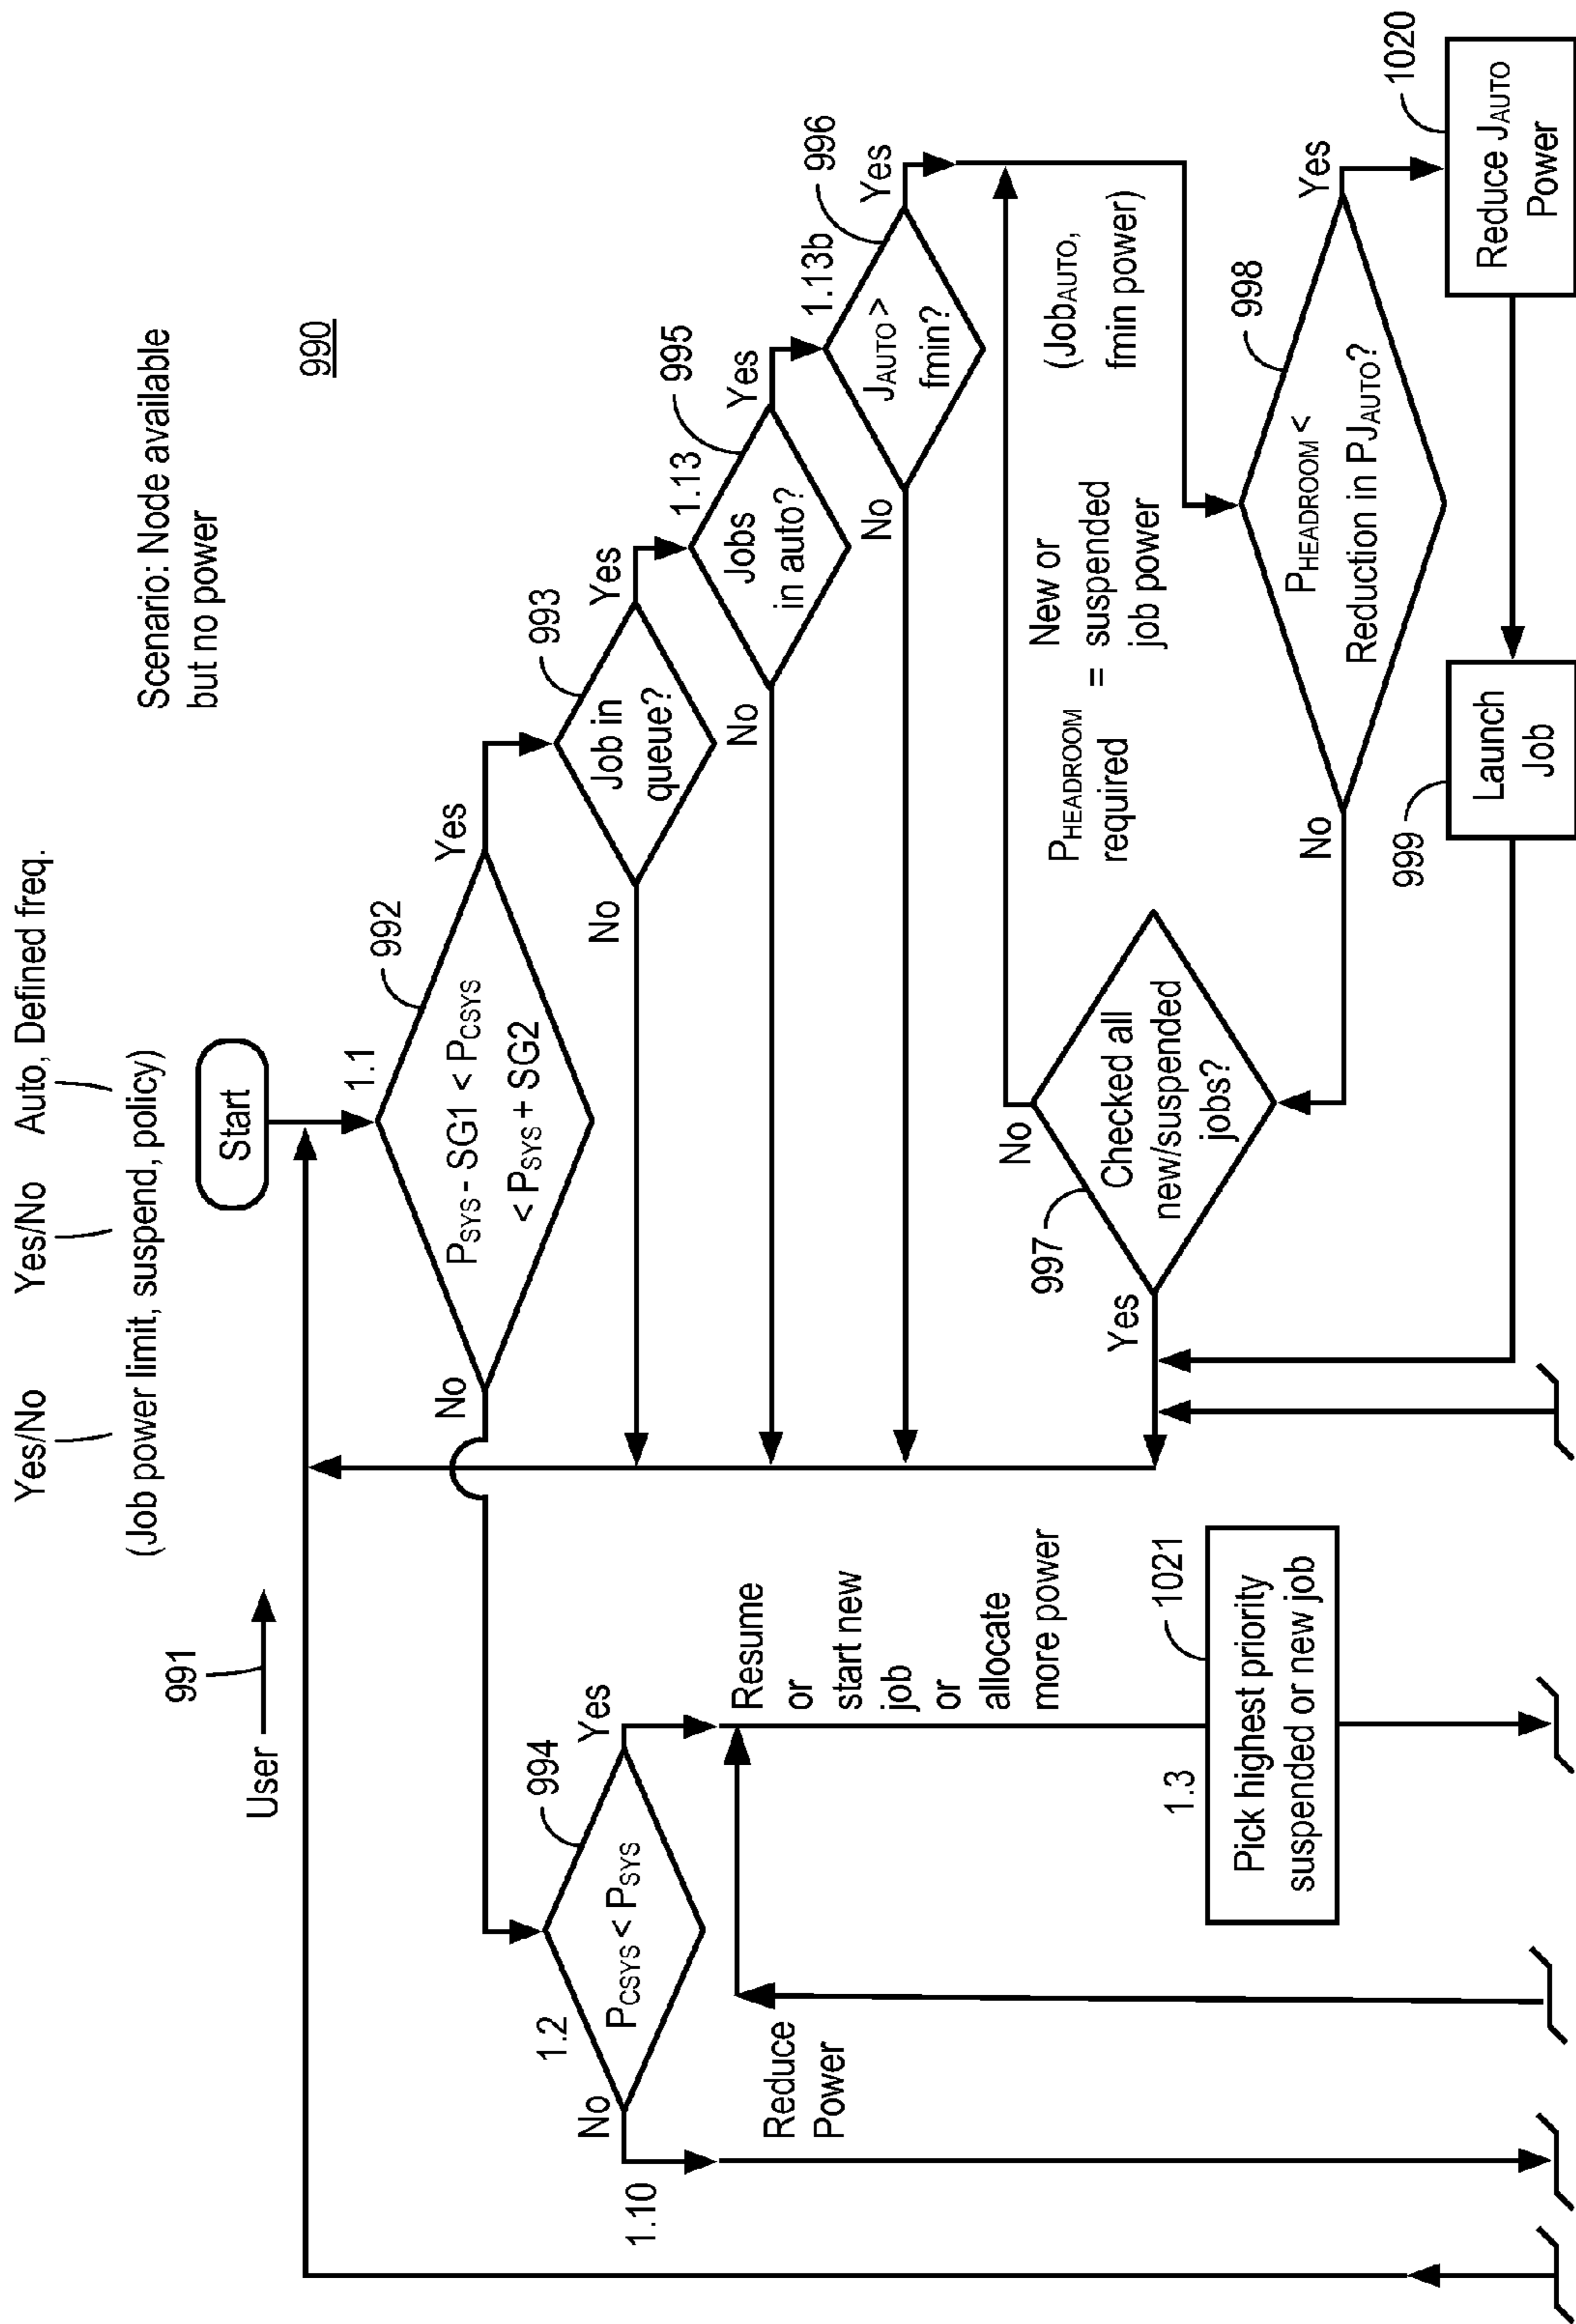 Yes/No Yes/No Auto, Defined freq.
(Job power limit, suspend, policy)
User
991
Start
Scenario: Node available
but no power
990
1.1
992
PSYS - SG1 < PCSYS
< PSYS + SG2
No
Yes
993
Job in
queue?
No
Yes
1.2
994
PCSYS < PSYS
No
Yes
1.10
Reduce
Power
Resume
or
start new
job
or
allocate
more power
1.13
995
Jobs
in auto?
No
Yes
1.13b
996
JAUTO >
fmin?
No
Yes
PHEADROOM
required
=
New or
suspended
job power
(JobAUTO,
fmin power)
997
Checked all
new/suspended
jobs?
No
Yes
998
PHEADROOM <
Reduction in PJAUTO?
No
Yes
1.3
1021
Pick highest priority
suspended or new job
999
Launch
Job
1020
Reduce JAUTO
Power